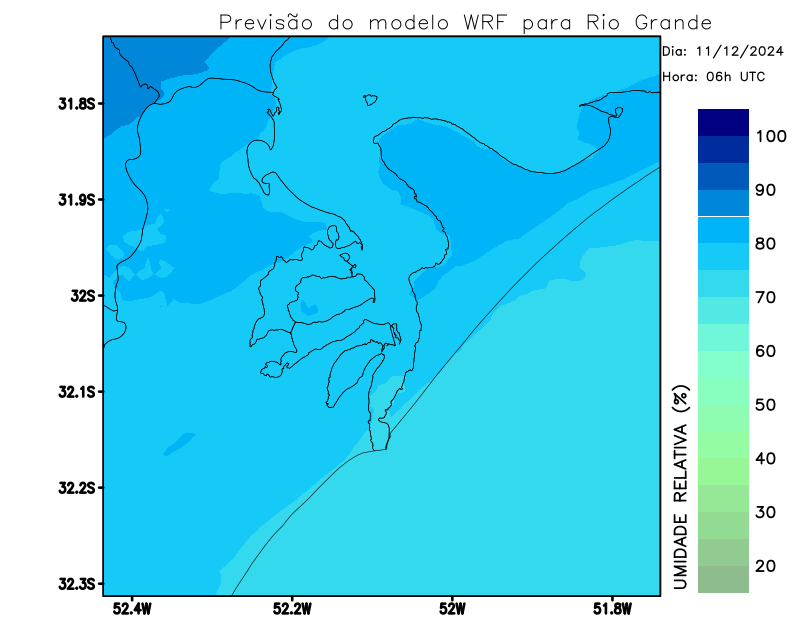 Previsão do modelo WRF para Rio Grande
Dia: 11/12/2024
Hora: 06h UTC
31.8S
31.9S
32S
32.1S
32.2S
32.3S
52.4W
52.2W
52W
51.8W
100
90
80
70
60
50
40
30
20
UMIDADE RELATIVA (%)